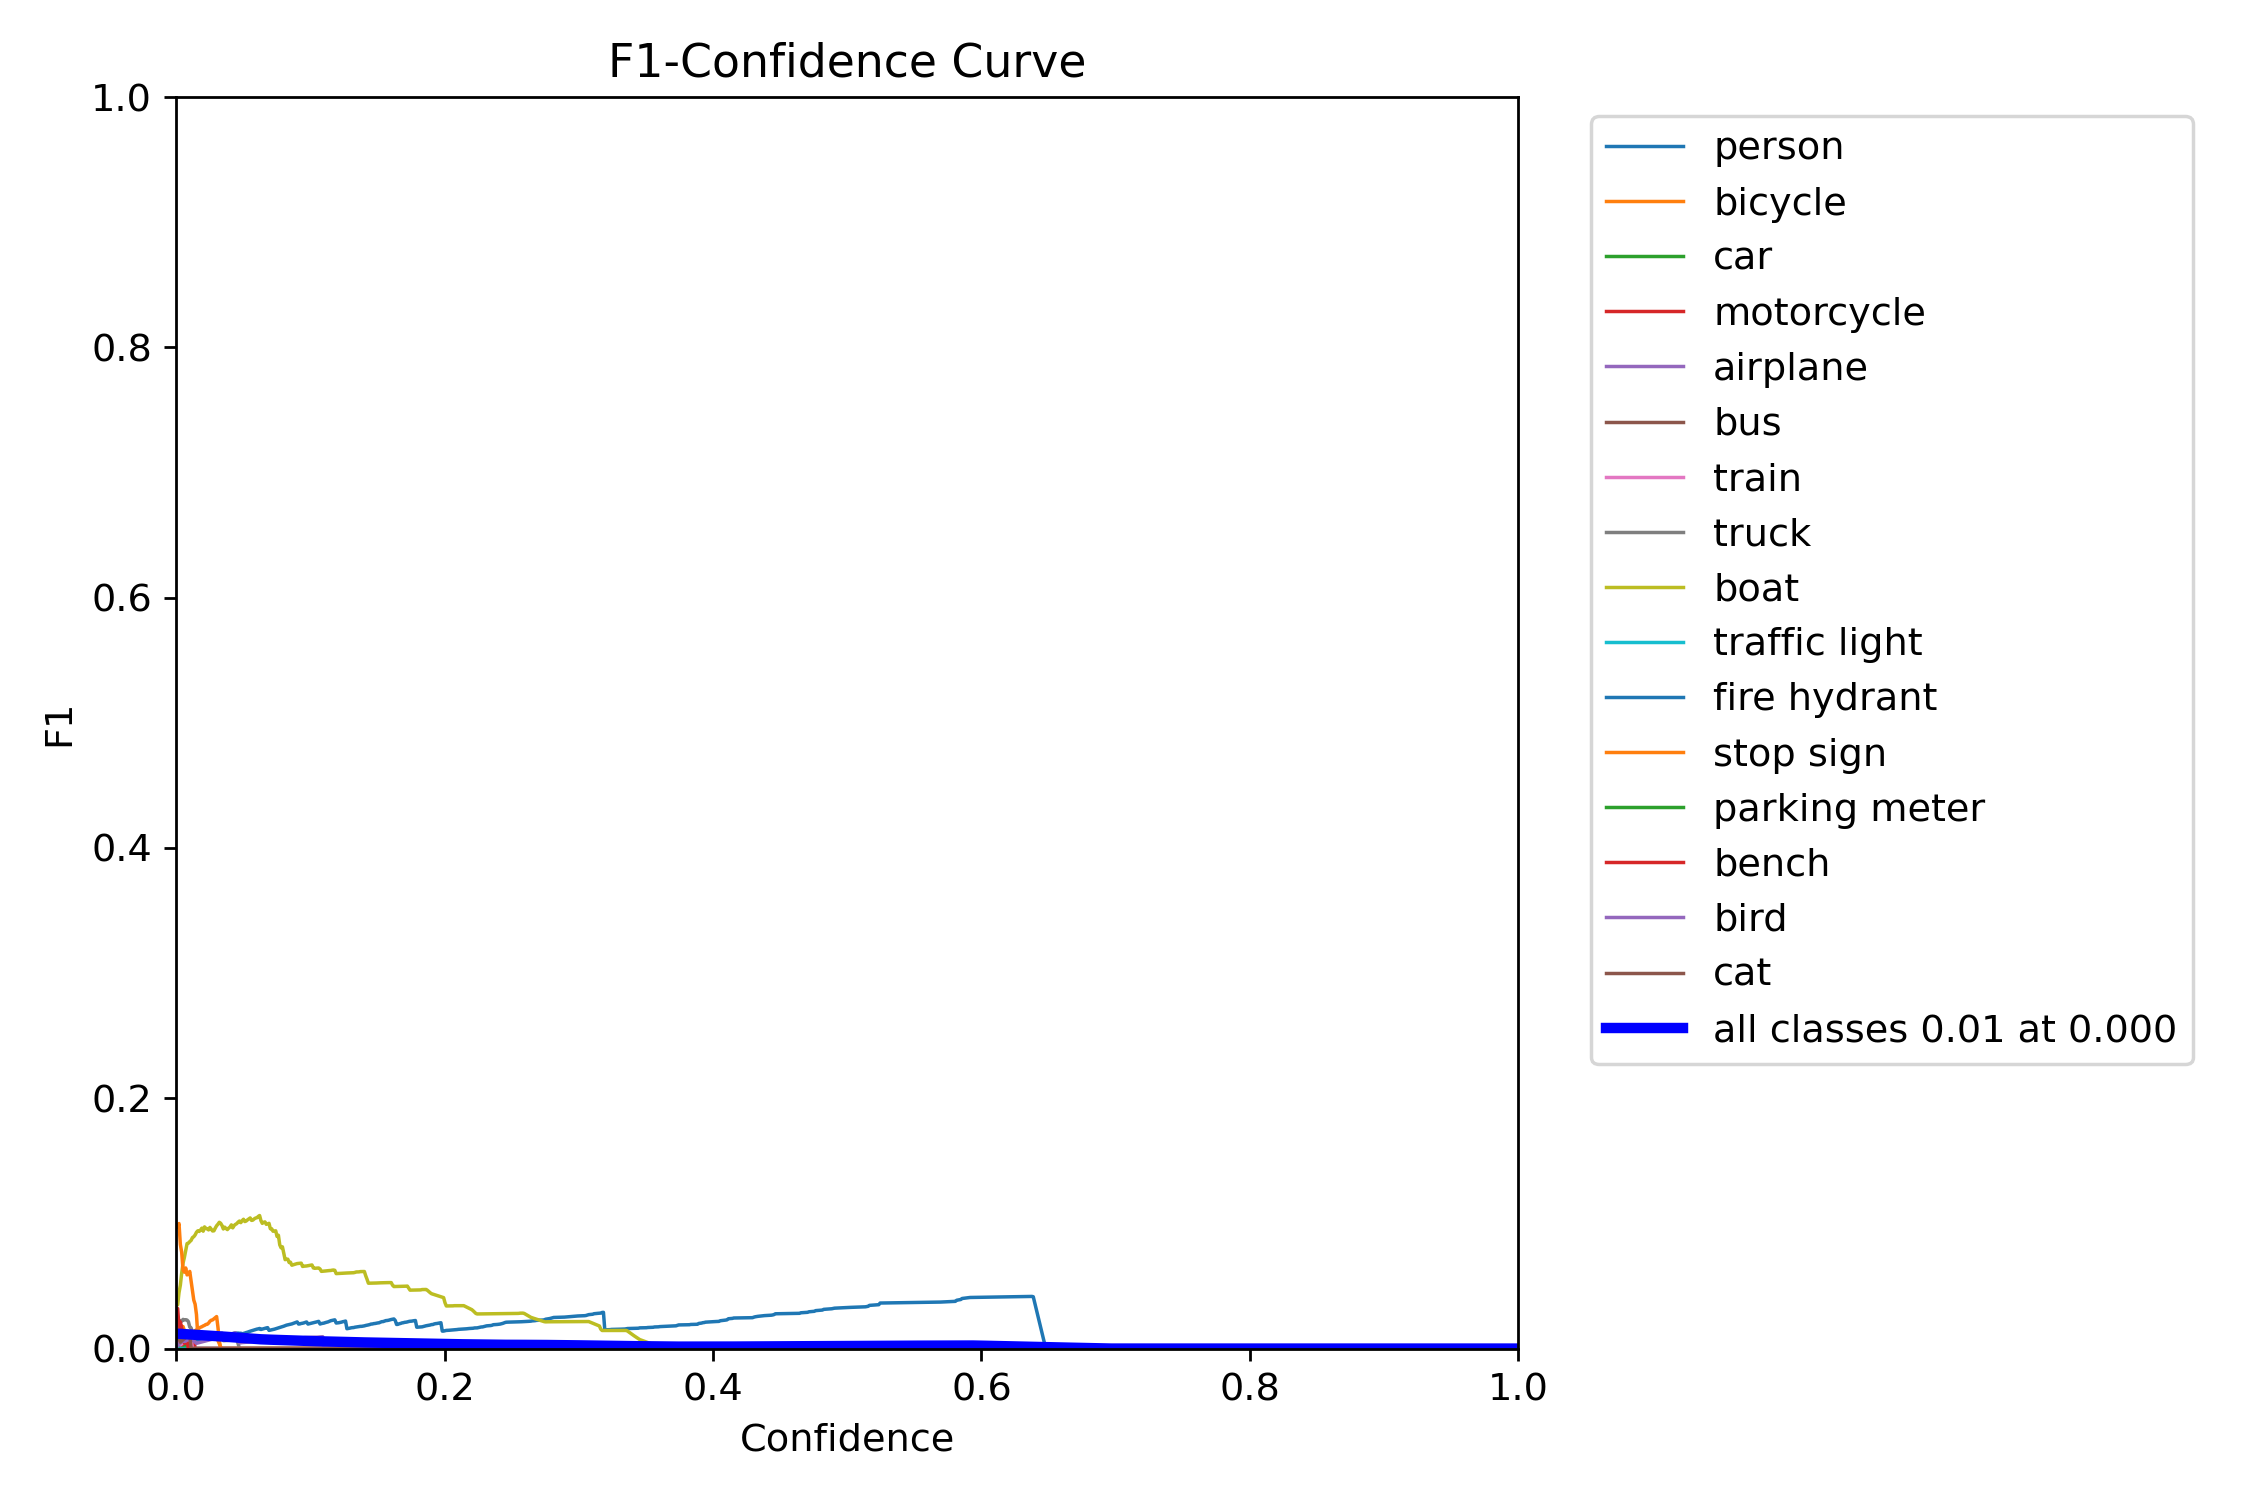 F1-Confidence Curve
1.0
0.8
0.6
0.4
0.2
0.0
F1
0.0 0.2 0.4 0.6 0.8 1.0
Confidence
person
bicycle
car
motorcycle
airplane
bus
train
truck
boat
traffic light
fire hydrant
stop sign
parking meter
bench
bird
cat
all classes 0.01 at 0.000